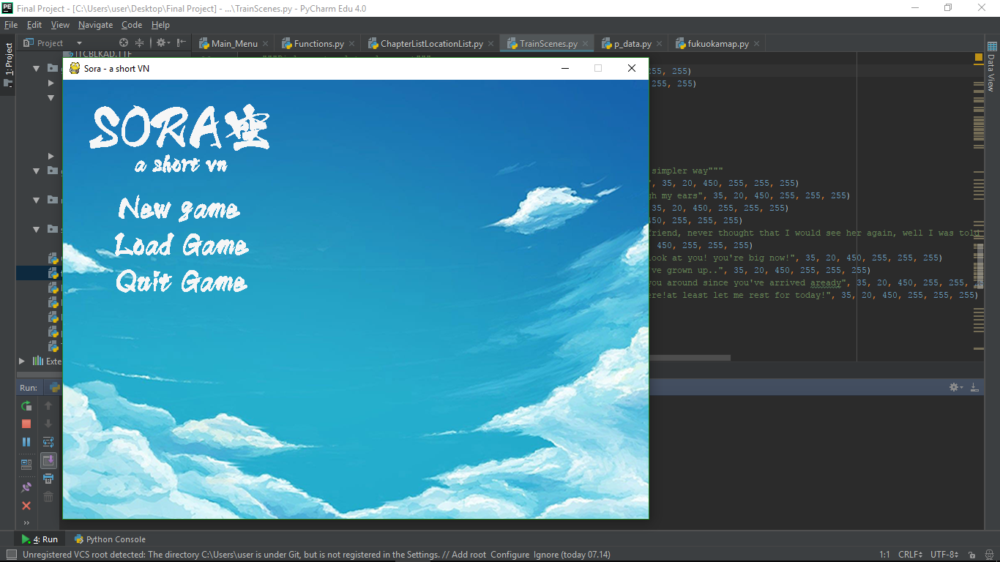 Final Project - [C:\Users\user\Desktop\Final Project] - ...\TrainScenes.py - PyCharm Edu 4.0
File Edit View Navigate Code Help
1: Project
Project
Main_Menu
Functions.py
ChapterListLocationList.py
TrainScenes.py
p_data.py
fukuokamap.py
Data View
ITCBLKAD.TTF
Sora - a short VN
SORA空
a short vn
New game
Load Game
Quit Game
255, 255)
255, 255)
simpler way"""
", 35, 20, 450, 255, 255, 255)
gh my ears", 35, 20, 450, 255, 255, 255)
35, 20, 450, 255, 255, 255)
450, 255, 255, 255)
friend, never thought that I would see her again, well I was told
450, 255, 255, 255)
look at you! you're big now!", 35, 20, 450, 255, 255, 255)
've grown up..", 35, 20, 450, 255, 255, 255)
you around since you've arrived aready", 35, 20, 450, 255, 255,
ere!at least let me rest for today!", 35, 20, 450, 255, 255, 255)
Exte
Run:
4: Run
Python Console
Unregistered VCS root detected: The directory C:\Users\user is under Git, but is not registered in the Settings. // Add root Configure Ignore (today 07.14)
1:1 CRLF UTF-8